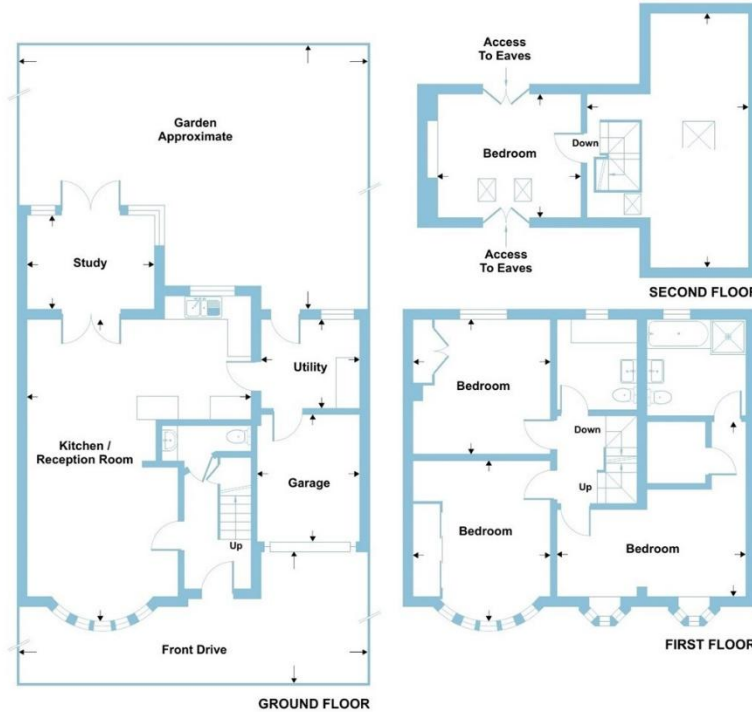 Garden
Approximate
Study
Utility
Kitchen /
Reception Room
Garage
Up
Front Drive
GROUND FLOOR
Access
To Eaves
Bedroom
Down
Access
To Eaves
SECOND FLOOR
Bedroom
Down
Up
Bedroom
Bedroom
FIRST FLOOR